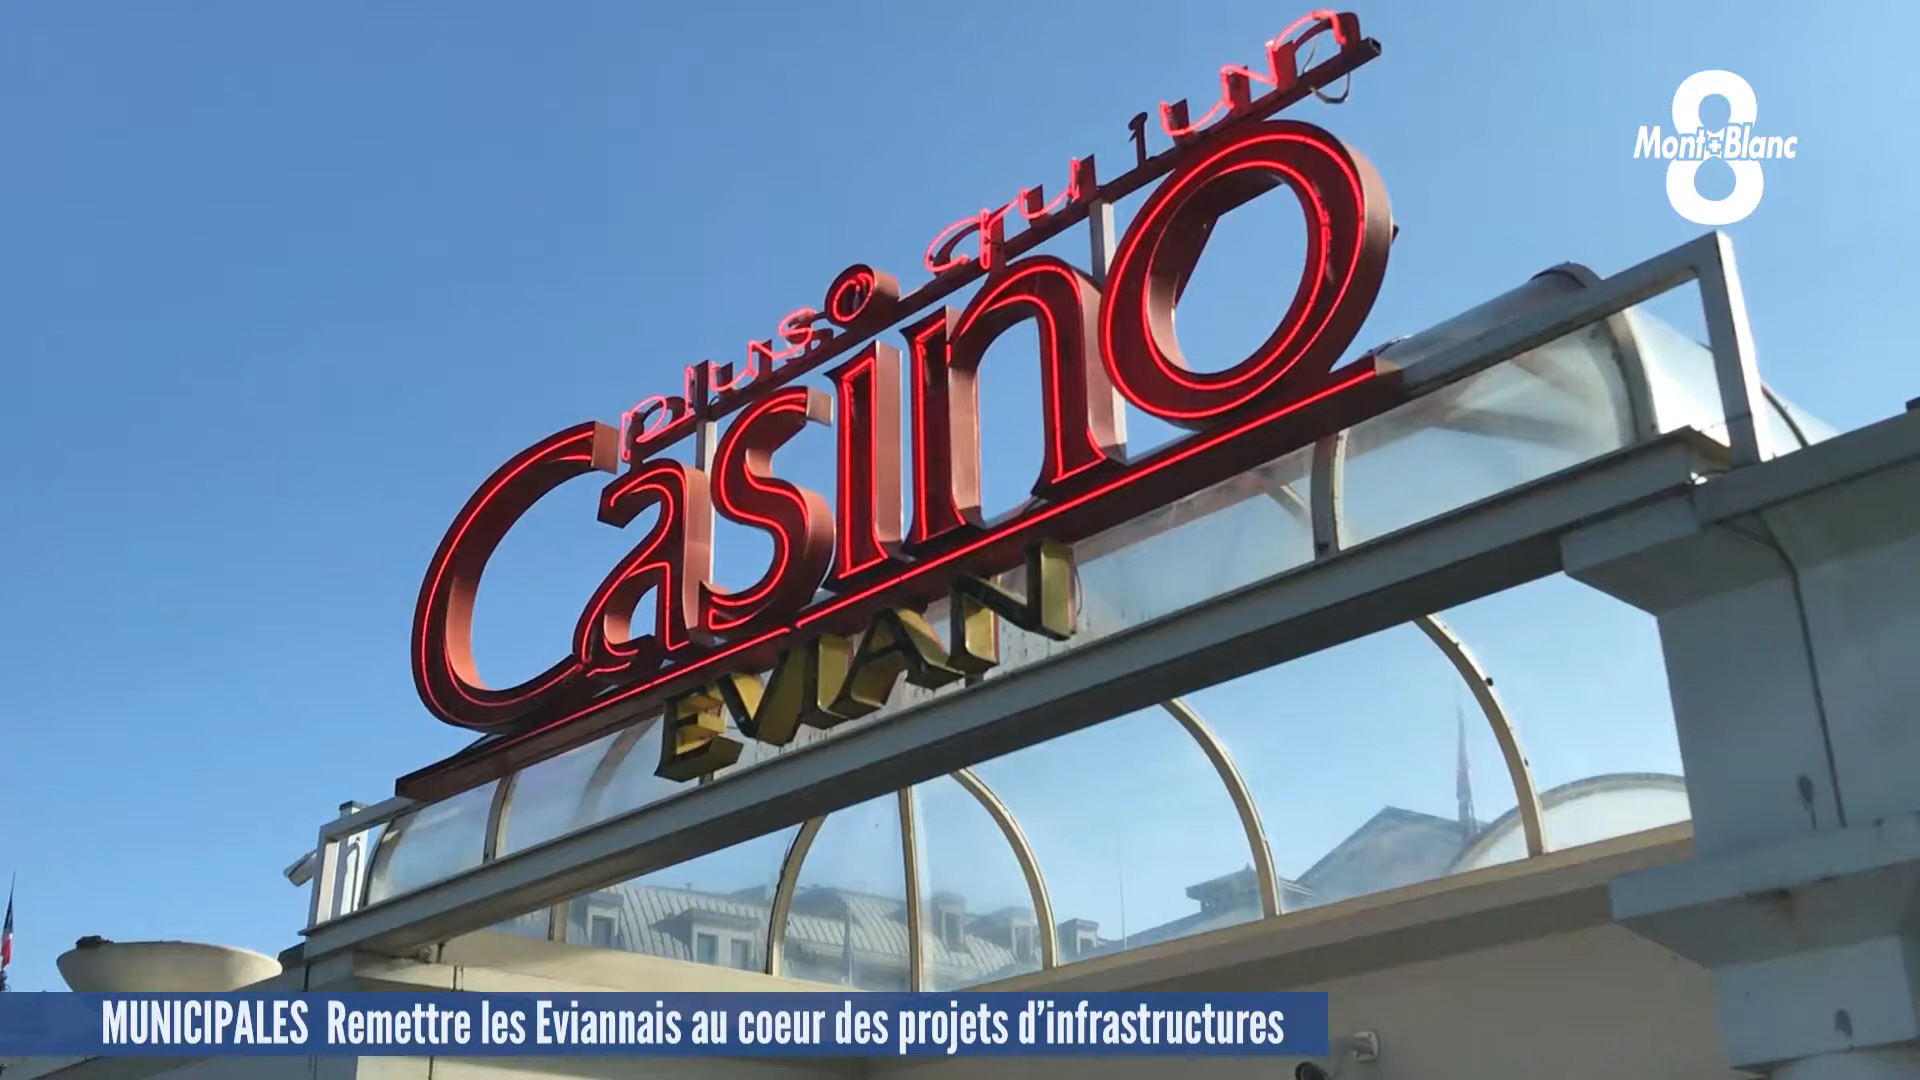 plus qu'un
Casino
EVIAN
8
Mont Blanc
MUNICIPALES Remettre les Eviannais au coeur des projets d'infrastructures